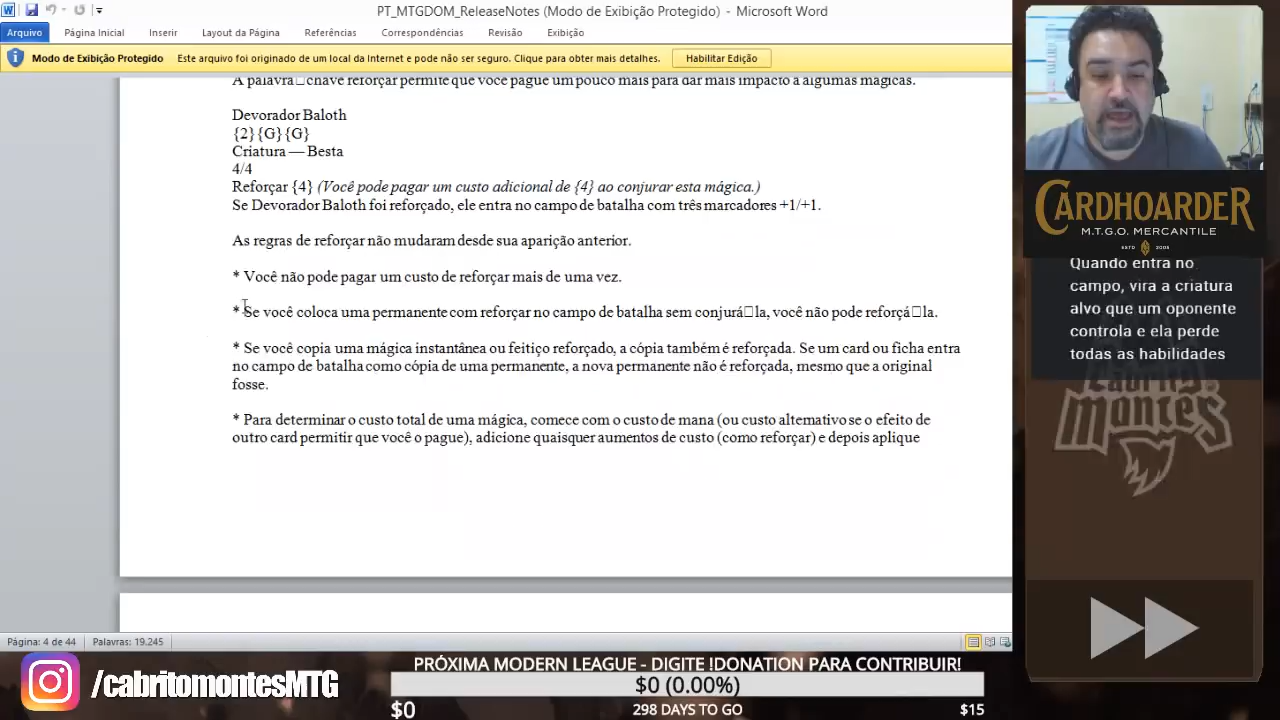 PT_MTGDOM_ReleaseNotes (Modo de Exibição Protegido) - Microsoft Word
Arquivo Página Inicial Inserir Layout da Página Referências Correspondências Revisão Exibição
Modo de Exibição Protegido Este arquivo foi originado de um local da Internet e pode não ser seguro. Clique para obter mais detalhes. Habilitar Edição
A palavra□chave reforçar permite que você pague um pouco mais para dar mais impacto a algumas mágicas.
Devorador Baloth
{2}{G}{G}
Criatura — Besta
4/4
Reforçar {4} (Você pode pagar um custo adicional de {4} ao conjurar esta mágica.)
Se Devorador Baloth foi reforçado, ele entra no campo de batalha com três marcadores +1/+1.
As regras de reforçar não mudaram desde sua aparição anterior.
* Você não pode pagar um custo de reforçar mais de uma vez.
* Se você coloca uma permanente com reforçar no campo de batalha sem conjurá□la, você não pode reforçá□la.
* Se você copia uma mágica instantânea ou feitiço reforçado, a cópia também é reforçada. Se um card ou ficha entra
no campo de batalha como cópia de uma permanente, a nova permanente não é reforçada, mesmo que a original
fosse.
* Para determinar o custo total de uma mágica, comece com o custo de mana (ou custo alternativo se o efeito de
outro card permitir que você o pague), adicione quaisquer aumentos de custo (como reforçar) e depois aplique
Página: 4 de 44 Palavras: 19.245
CARDHOARDER
M.T.G.O. MERCANTILE
ESTD 2005
Quando entra no
campo, vira a criatura
alvo que um oponente
controla e ela perde
todas as habilidades
Cabrito
montes
/cabritomontesMTG
PRÓXIMA MODERN LEAGUE - DIGITE !DONATION PARA CONTRIBUIR!
$0 (0.00%)
$0 298 DAYS TO GO $15